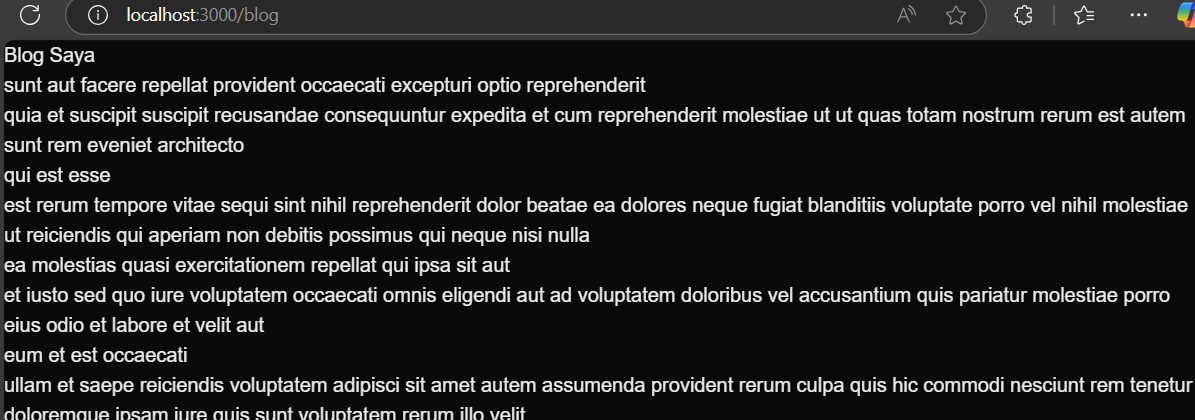 localhost:3000/blog
Blog Saya
sunt aut facere repellat provident occaecati excepturi optio reprehenderit
quia et suscipit suscipit recusandae consequuntur expedita et cum reprehenderit molestiae ut ut quas totam nostrum rerum est autem
sunt rem eveniet architecto
qui est esse
est rerum tempore vitae sequi sint nihil reprehenderit dolor beatae ea dolores neque fugiat blanditiis voluptate porro vel nihil molestiae
ut reiciendis qui aperiam non debitis possimus qui neque nisi nulla
ea molestias quasi exercitationem repellat qui ipsa sit aut
et iusto sed quo iure voluptatem occaecati omnis eligendi aut ad voluptatem doloribus vel accusantium quis pariatur molestiae porro
eius odio et labore et velit aut
eum et est occaecati
ullam et saepe reiciendis voluptatem adipisci sit amet autem assumenda provident rerum culpa quis hic commodi nesciunt rem tenetur
doloremque ipsam iure quis sunt voluptatem rerum illo velit